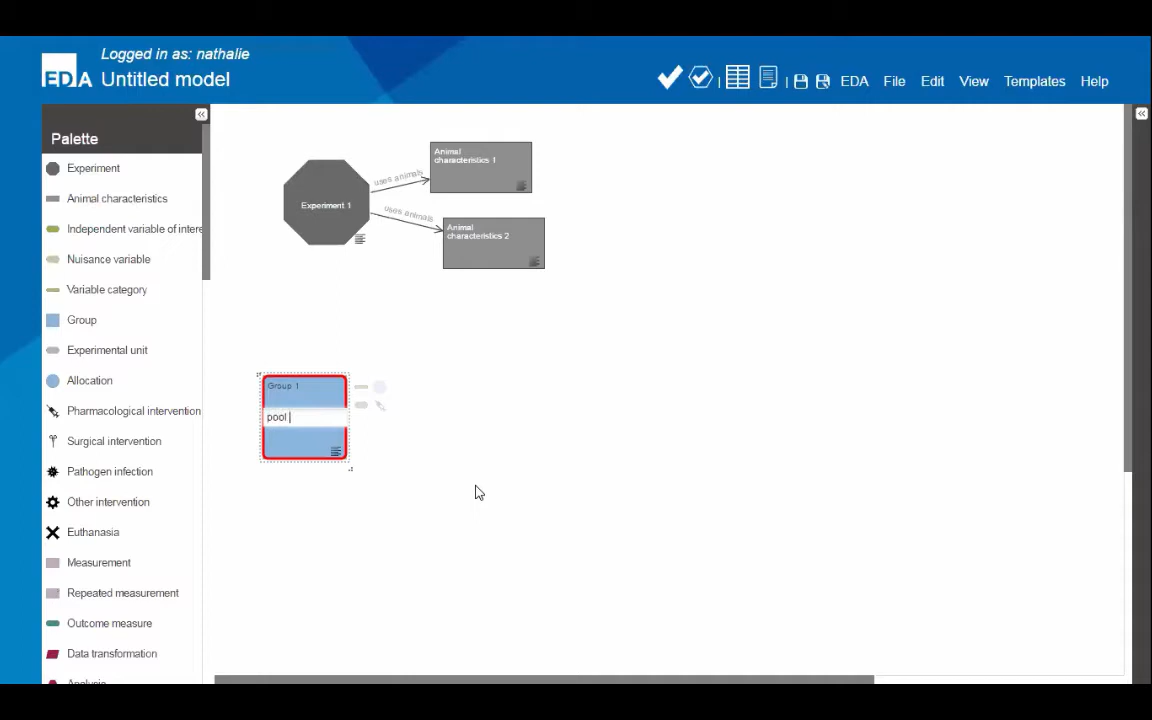 Logged in as: nathalie
EDA
Untitled model
EDA
File
Edit
View
Templates
Help
Palette
Experiment
Animal characteristics
Independent variable of intere
Nuisance variable
Variable category
Group
Experimental unit
Allocation
Pharmacological intervention
Surgical intervention
Pathogen infection
Other intervention
Euthanasia
Measurement
Repeated measurement
Outcome measure
Data transformation
Analysis
Experiment 1
uses animals
uses animals
Animal
characteristics 1
Animal
characteristics 2
Group 1
pool